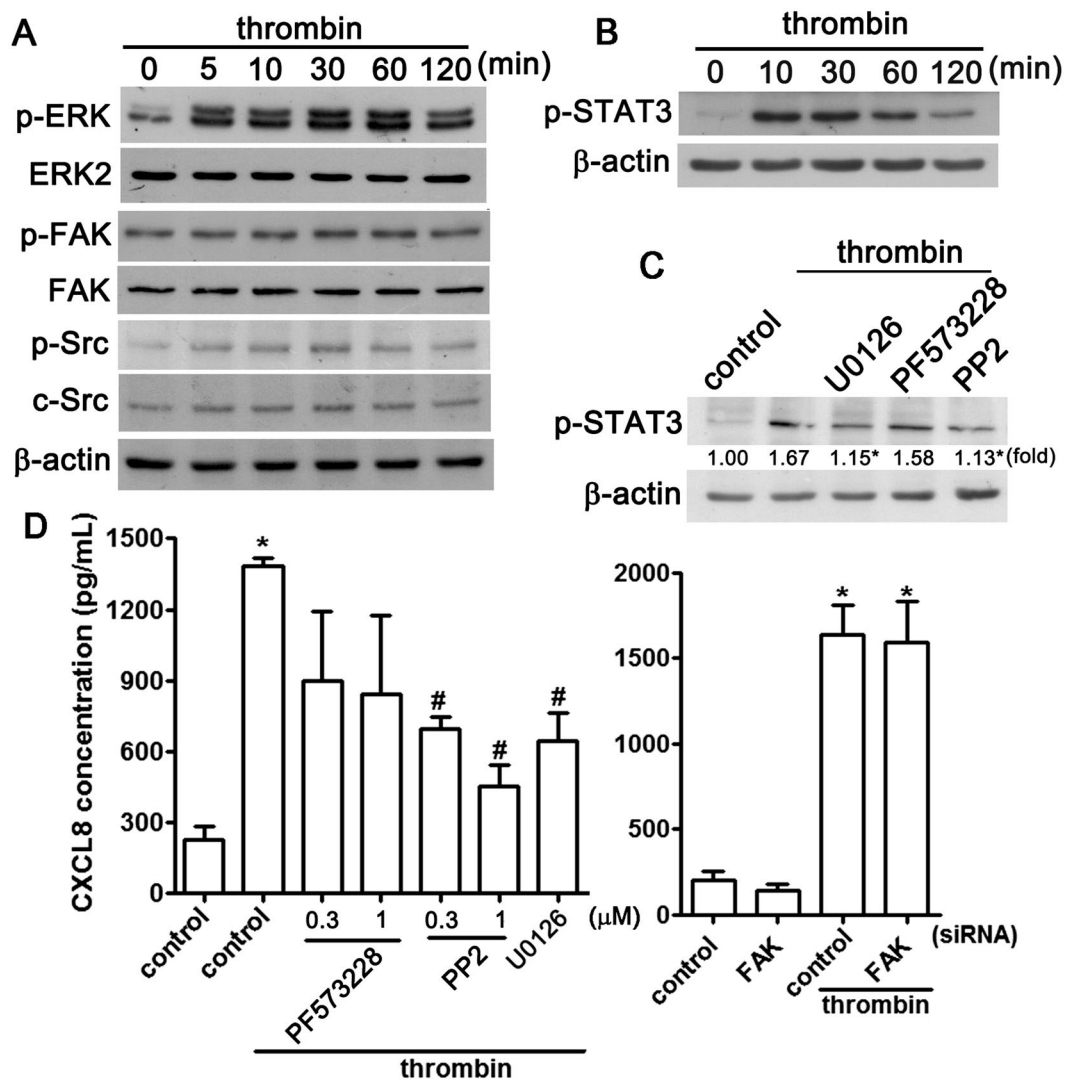 A
thrombin
0 5 10 30 60 120 (min)
p-ERK
ERK2
p-FAK
FAK
p-Src
c-Src
β-actin
B
thrombin
0 10 30 60 120 (min)
p-STAT3
β-actin
C
thrombin
control U0126 PF573228 PP2
p-STAT3
1.00 1.67 1.15* 1.58 1.13* (fold)
β-actin
D
CXCL8 concentration (pg/mL)
1500
1200
900
600
300
0
* # # #
control control 0.3 1 0.3 1 U0126 (μM)
PF573228 PP2
thrombin
2000
1500
1000
500
0
* *
control FAK control FAK (siRNA)
thrombin